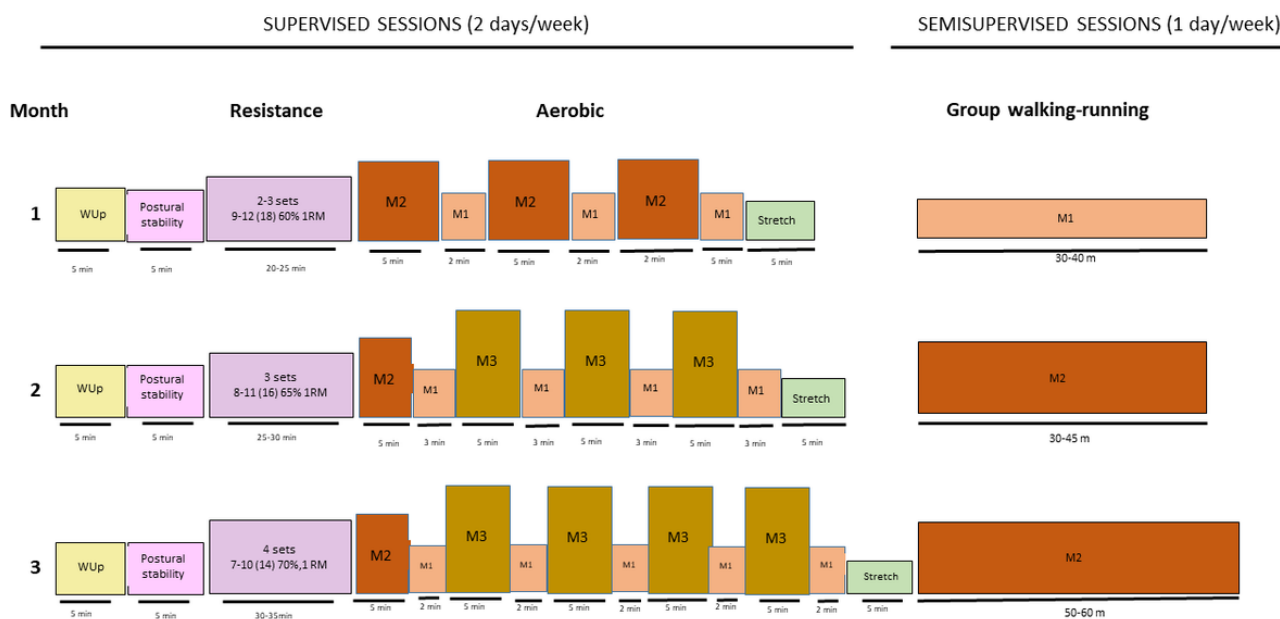 SUPERVISED SESSIONS (2 days/week)
SEMISUPERVISED SESSIONS (1 day/week)
Month
Resistance
Aerobic
Group walking-running
1
WUp
Postural
stability
2-3 sets
9-12 (18) 60% 1RM
M2
M1
M2
M1
M2
M1
Stretch
M1
5 min
5 min
20-25 min
5 min
2 min
5 min
2 min
2 min
5 min
5 min
30-40 m
2
WUp
Postural
stability
3 sets
8-11 (16) 65% 1RM
M2
M1
M3
M1
M3
M1
M3
M1
Stretch
M2
5 min
5 min
25-30 min
5 min
3 min
5 min
3 min
5 min
3 min
5 min
3 min
5 min
30-45 m
3
WUp
Postural
stability
4 sets
7-10 (14) 70%,1 RM
M2
M1
M3
M1
M3
M1
M3
M1
M3
M1
Stretch
M2
5 min
5 min
30-35min
5 min
2 min
5 min
2 min
5 min
2 min
5 min
2 min
5 min
2 min
5 min
50-60 m